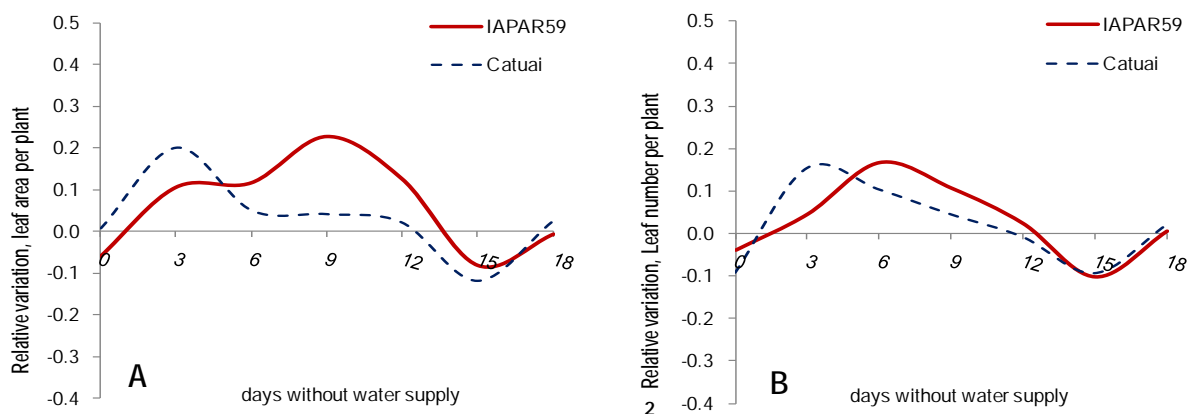 Relative variation, leaf area per plant
0.5
0.4
0.3
0.2
0.1
0.0
-0.1
-0.2
-0.3
-0.4
IAPAR59
Catuai
0 3 6 9 12 15 18
A
days without water supply
2 Relative variation, Leaf number per plant
0.5
0.4
0.3
0.2
0.1
0.0
-0.1
-0.2
-0.3
-0.4
IAPAR59
Catuai
0 3 6 9 12 15 18
B
days without water supply